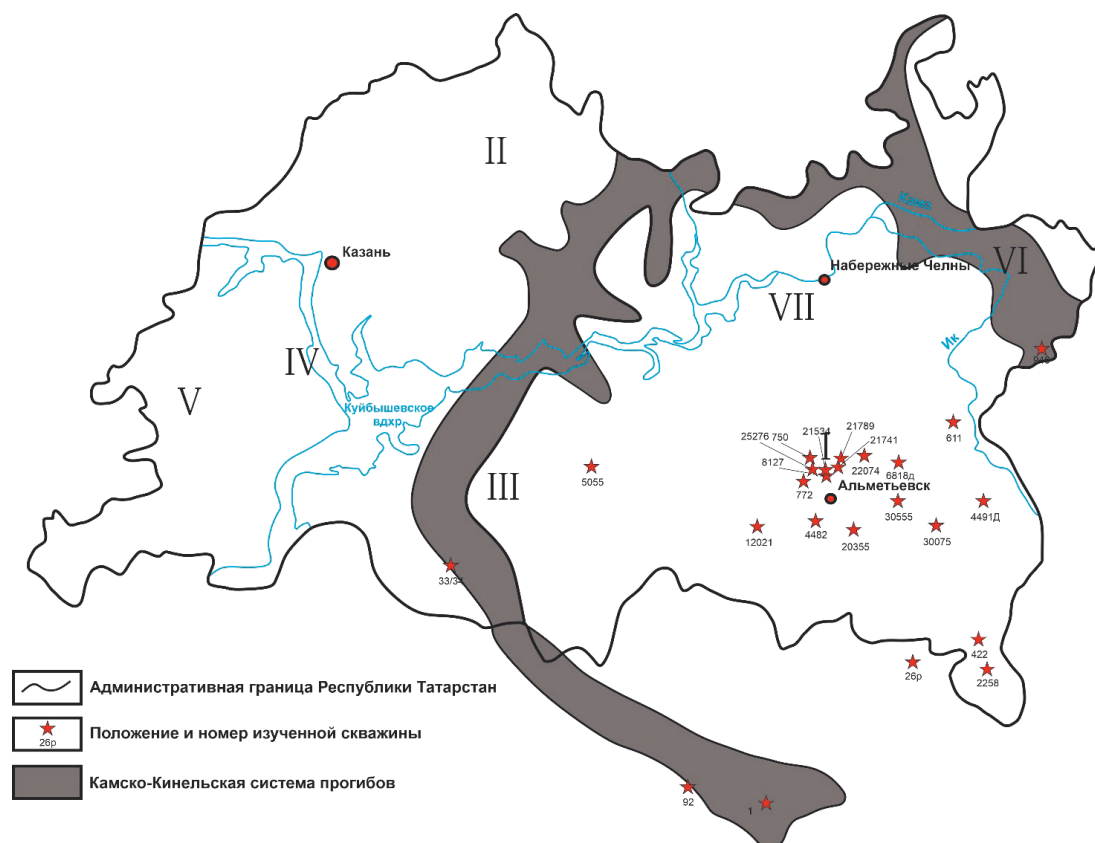 II
Казань
Кама
Набережные Челны
VI
VII
IV
Ик
V
Куйбышевское
вдхр.
946
611
21534
21789
25276
750
21741
I
8127
22074
6818д
5055
III
772
Альметьевск
30555
4491Д
12021
4482
20355
30075
33/34
422
26р
2258
Административная граница Республики Татарстан
Положение и номер изученной скважины
26р
Камско-Кинельская система прогибов
92
1